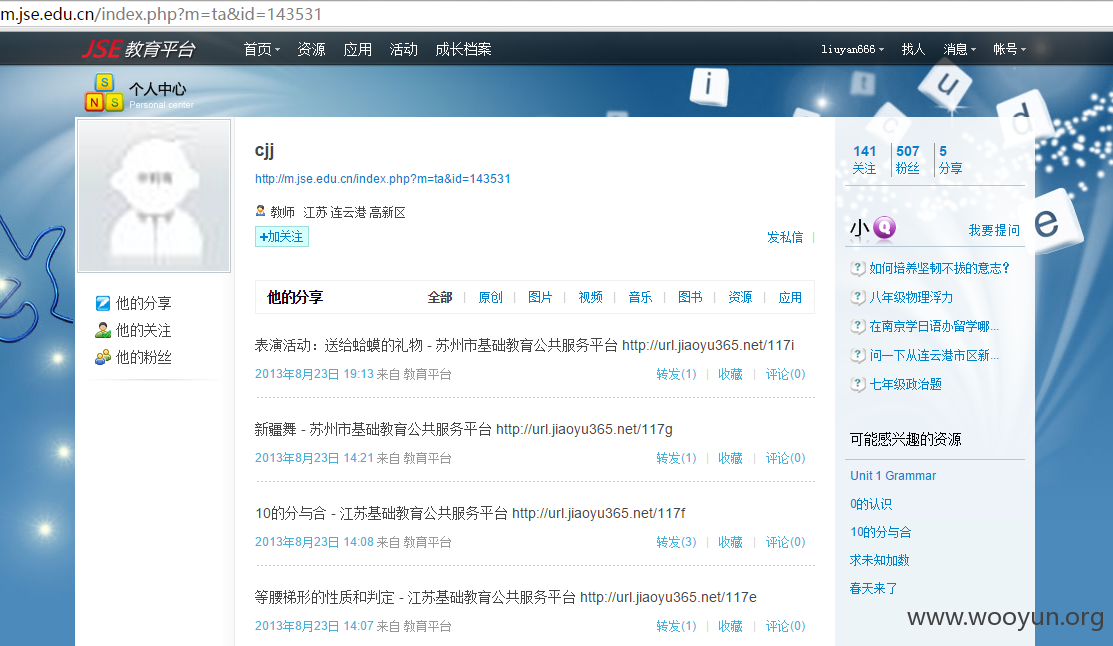 m.jse.edu.cn/index.php?m=ta&id=143531
JSE 教育平台 首页 资源 应用 活动 成长档案 liuyan666 找人 消息 帐号
S N S 个人中心
Personal center
i t u c d e
cjj
http://m.jse.edu.cn/index.php?m=ta&id=143531
教师 江苏 连云港 高新区
+加关注
发私信
141 507 5
关注 粉丝 分享
小Q 我要提问
? 如何培养坚韧不拔的意志?
? 八年级物理浮力
? 在南京学日语办留学哪...
? 问一下从连云港市区新...
? 七年级政治题
他的分享
他的关注
他的粉丝
他的分享 全部 | 原创 | 图片 | 视频 | 音乐 | 图书 | 资源 | 应用
表演活动：送给蛤蟆的礼物 - 苏州市基础教育公共服务平台 http://url.jiaoyu365.net/117i
2013年8月23日 19:13 来自 教育平台 转发(1) | 收藏 | 评论(0)
新疆舞 - 苏州市基础教育公共服务平台 http://url.jiaoyu365.net/117g
2013年8月23日 14:21 来自 教育平台 转发(1) | 收藏 | 评论(0)
10的分与合 - 江苏基础教育公共服务平台 http://url.jiaoyu365.net/117f
2013年8月23日 14:08 来自 教育平台 转发(3) | 收藏 | 评论(0)
等腰梯形的性质和判定 - 江苏基础教育公共服务平台 http://url.jiaoyu365.net/117e
2013年8月23日 14:07 来自 教育平台 转发(1) | 收藏 | 评论(0)
可能感兴趣的资源
Unit 1 Grammar
0的认识
10的分与合
求未知加数
春天来了
www.wooyun.org